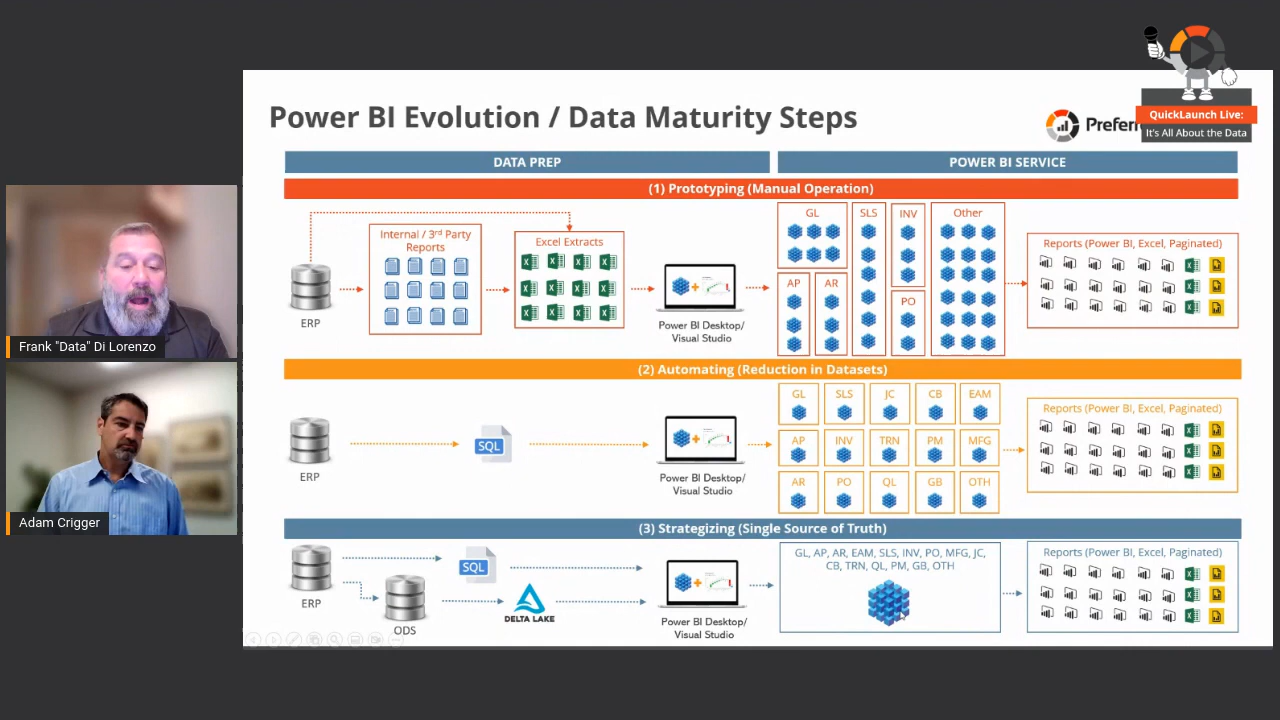 Power BI Evolution / Data Maturity Steps
QuickLaunch Live:
It's All About the Data
DATA PREP
POWER BI SERVICE
(1) Prototyping (Manual Operation)
ERP
Internal / 3rd Party
Reports
Excel Extracts
Power BI Desktop/
Visual Studio
GL
SLS
INV
Other
AP
AR
PO
Reports (Power BI, Excel, Paginated)
Frank "Data" Di Lorenzo
(2) Automating (Reduction in Datasets)
ERP
SQL
Power BI Desktop/
Visual Studio
GL
SLS
JC
CB
EAM
AP
INV
TRN
PM
MFG
AR
PO
QL
GB
OTH
Reports (Power BI, Excel, Paginated)
Adam Crigger
(3) Strategizing (Single Source of Truth)
ERP
SQL
ODS
DELTA LAKE
Power BI Desktop/
Visual Studio
GL, AP, AR, EAM, SLS, INV, PO, MFG, JC,
CB, TRN, QL, PM, GB, OTH
Reports (Power BI, Excel, Paginated)